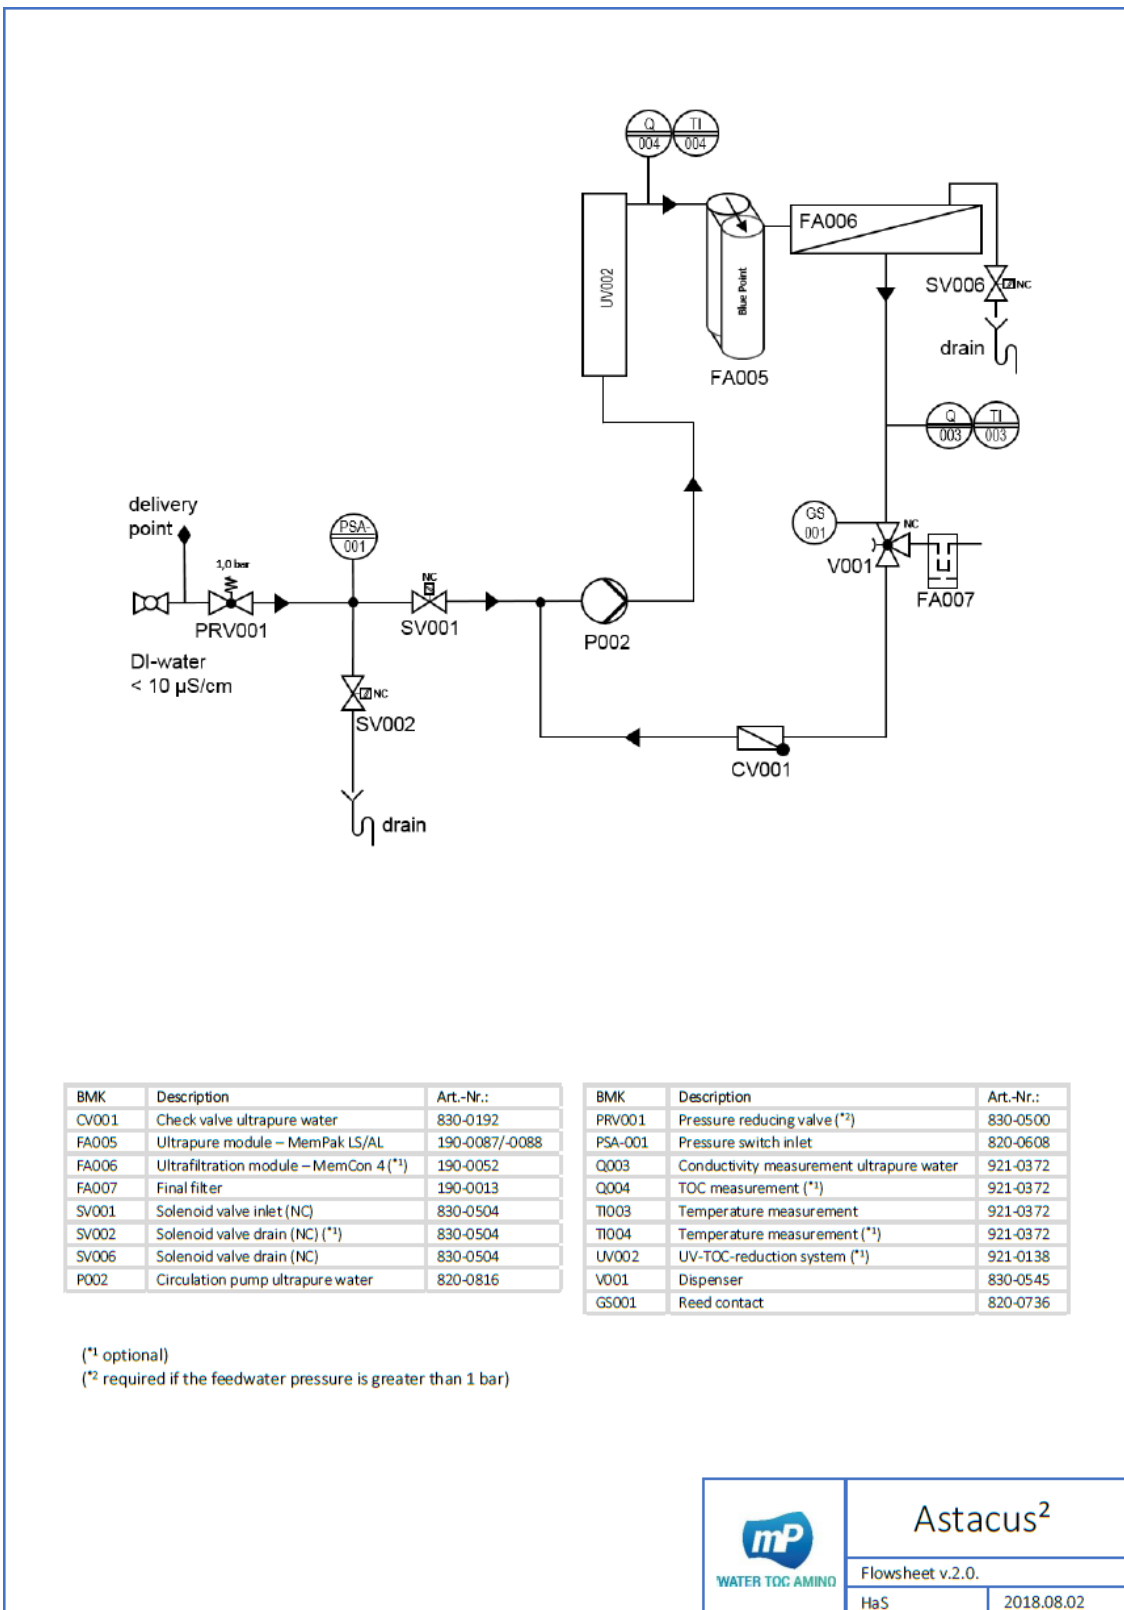 Q TI
004 004
UV002
Blue Point
FA005
FA006
SV006
NC
drain
Q TI
003 003
GS
001
NC
V001
FA007
delivery
point
PSA-
001
1,0 bar
NC
PRV001
SV001
P002
DI-water
< 10 µS/cm
NC
SV002
CV001
drain
BMK Description Art.-Nr.:
CV001 Check valve ultrapure water 830-0192
FA005 Ultrapure module – MemPak LS/AL 190-0087/-0088
FA006 Ultrafiltration module – MemCon 4 (*1) 190-0052
FA007 Final filter 190-0013
SV001 Solenoid valve inlet (NC) 830-0504
SV002 Solenoid valve drain (NC) (*1) 830-0504
SV006 Solenoid valve drain (NC) 830-0504
P002 Circulation pump ultrapure water 820-0816
BMK Description Art.-Nr.:
PRV001 Pressure reducing valve (*2) 830-0500
PSA-001 Pressure switch inlet 820-0608
Q003 Conductivity measurement ultrapure water 921-0372
Q004 TOC measurement (*1) 921-0372
TI003 Temperature measurement 921-0372
TI004 Temperature measurement (*1) 921-0372
UV002 UV-TOC-reduction system (*1) 921-0138
V001 Dispenser 830-0545
GS001 Reed contact 820-0736
(*1 optional)
(*2 required if the feedwater pressure is greater than 1 bar)
mP
WATER TOC AMINO
Astacus²
Flowsheet v.2.0.
HaS 2018.08.02